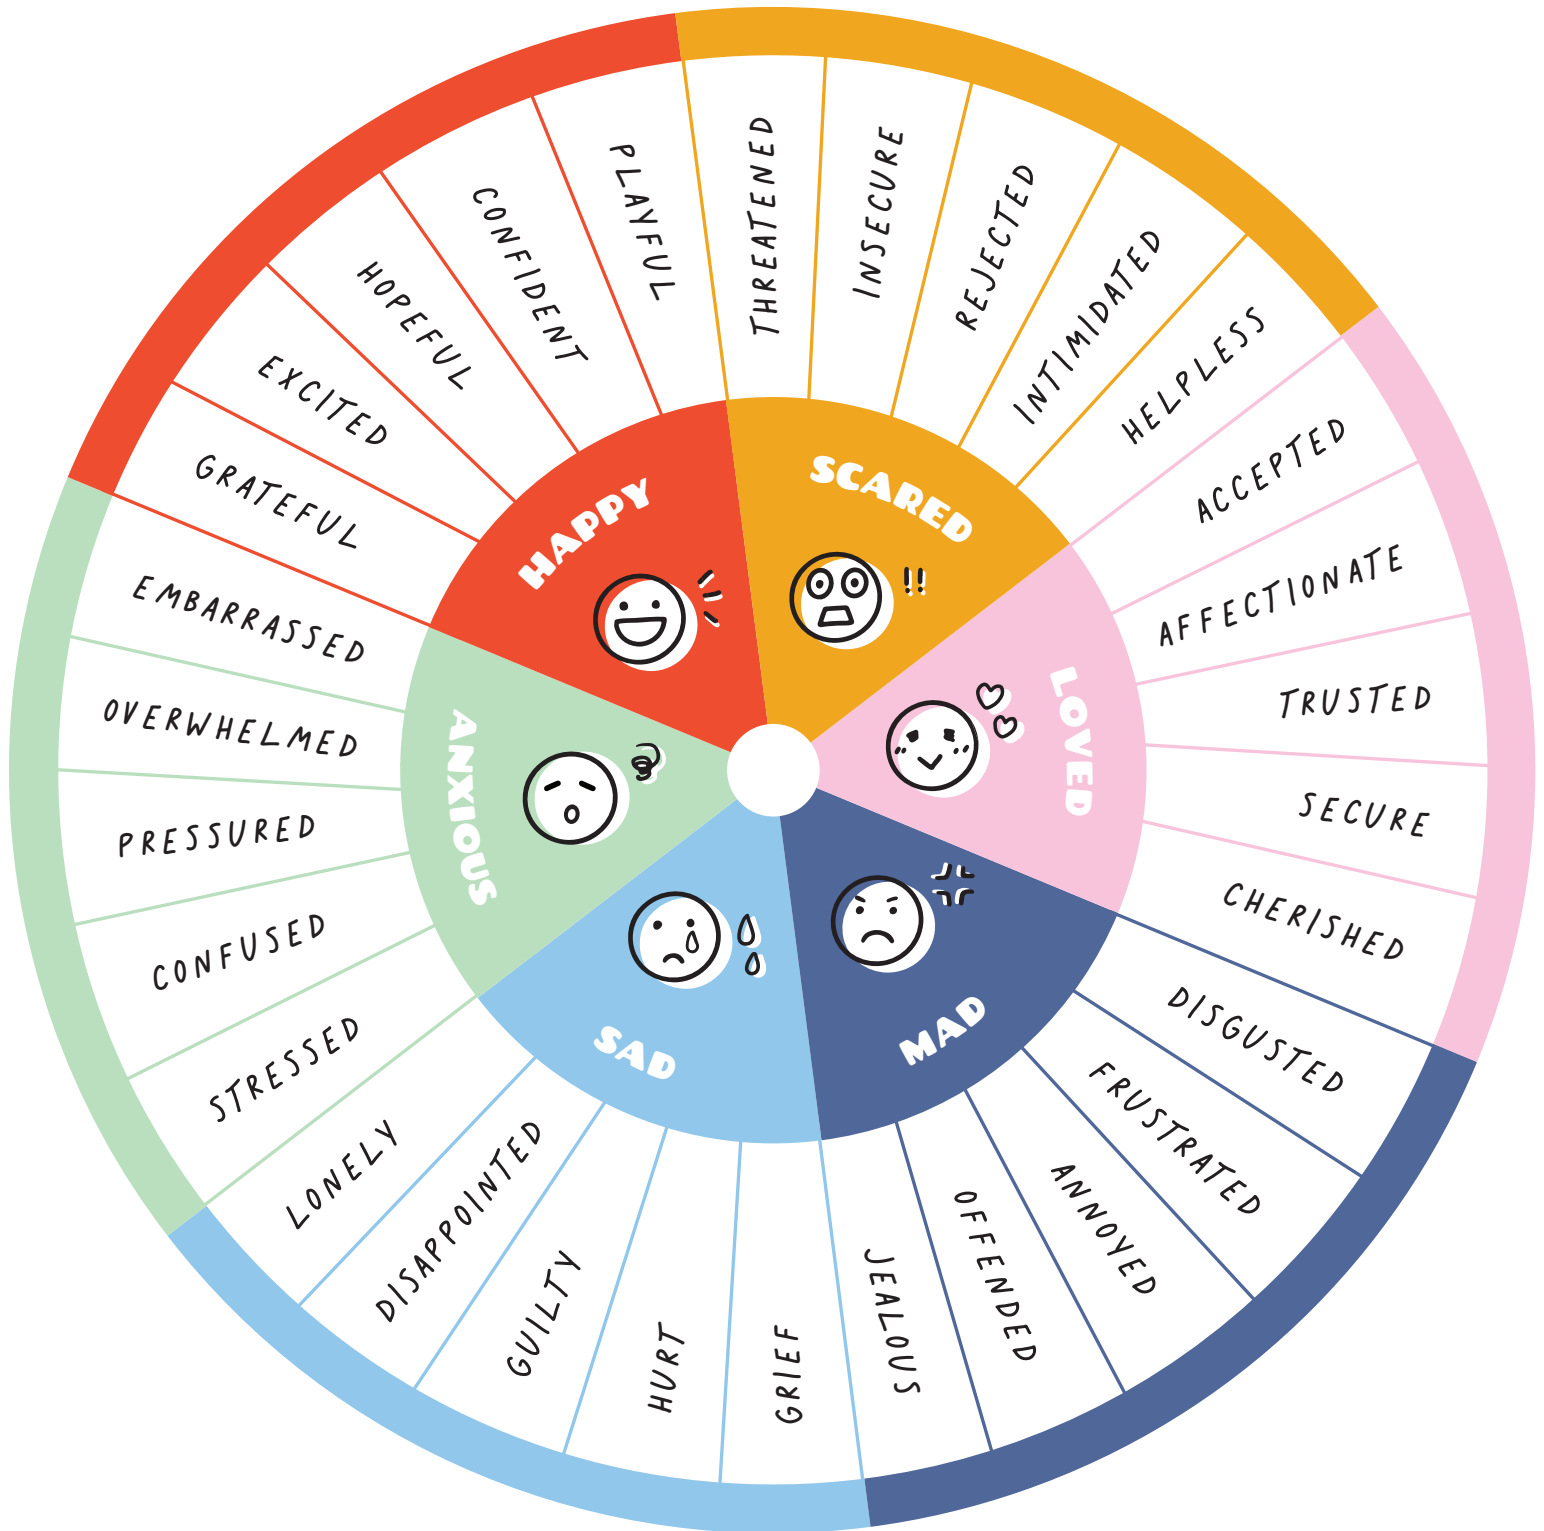 HAPPY
GRATEFUL
EXCITED
HOPEFUL
CONFIDENT
PLAYFUL
SCARED
THREATENED
INSECURE
REJECTED
INTIMIDATED
HELPLESS
LOVED
ACCEPTED
AFFECTIONATE
TRUSTED
SECURE
CHERISHED
MAD
DISGUSTED
FRUSTRATED
ANNOYED
OFFENDED
JEALOUS
SAD
GRIEF
HURT
GUILTY
DISAPPOINTED
LONELY
ANXIOUS
STRESSED
CONFUSED
PRESSURED
OVERWHELMED
EMBARRASSED
!!